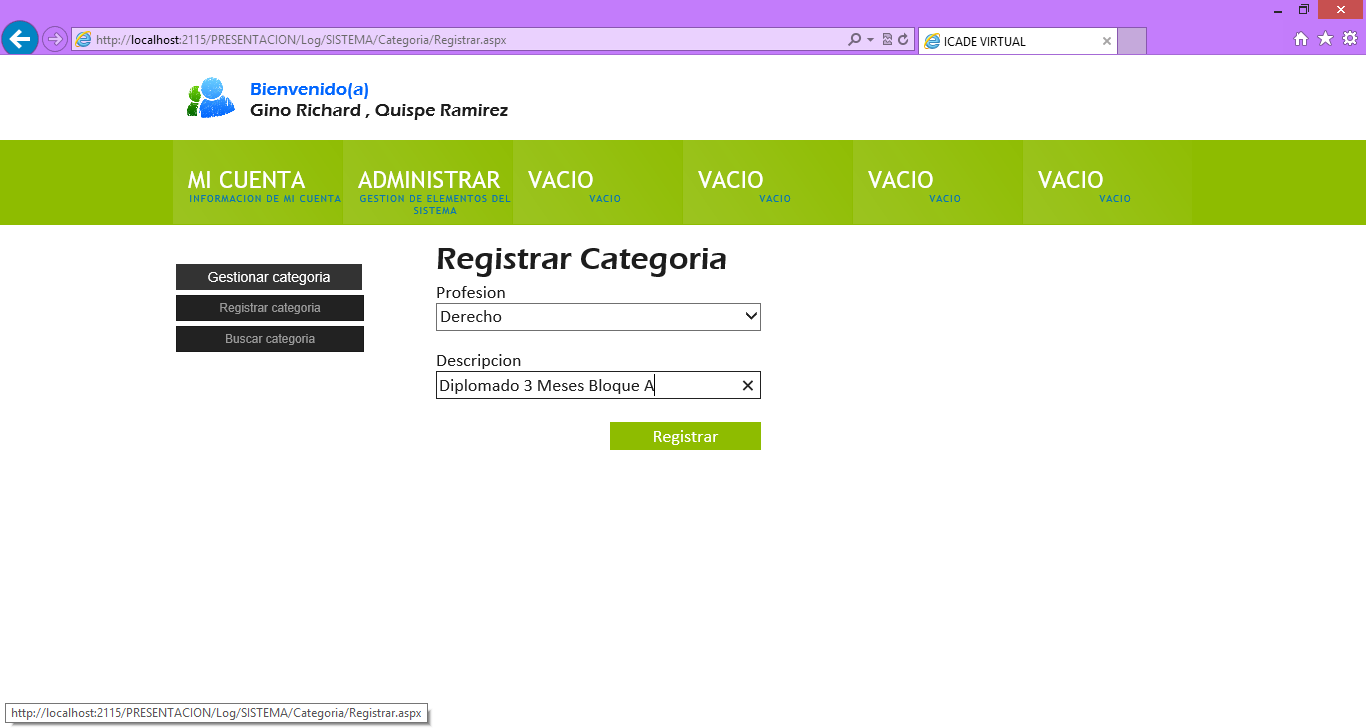 http://localhost:2115/PRESENTACION/Log/SISTEMA/Categoria/Registrar.aspx
ICADE VIRTUAL
Bienvenido(a)
Gino Richard , Quispe Ramirez
MI CUENTA
INFORMACION DE MI CUENTA
ADMINISTRAR
GESTION DE ELEMENTOS DEL
SISTEMA
VACIO
VACIO
VACIO
VACIO
VACIO
VACIO
VACIO
VACIO
Gestionar categoria
Registrar categoria
Buscar categoria
Registrar Categoria
Profesion
Derecho
Descripcion
Diplomado 3 Meses Bloque A
Registrar
http://localhost:2115/PRESENTACION/Log/SISTEMA/Categoria/Registrar.aspx